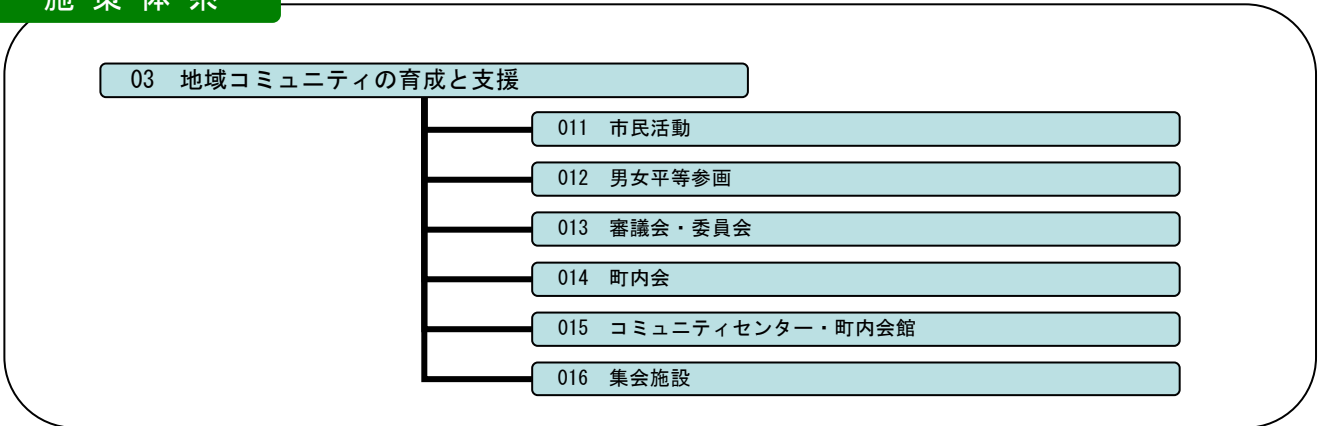 施策体系
03 地域コミュニティの育成と支援
011 市民活動
012 男女平等参画
013 審議会・委員会
014 町内会
015 コミュニティセンター・町内会館
016 集会施設